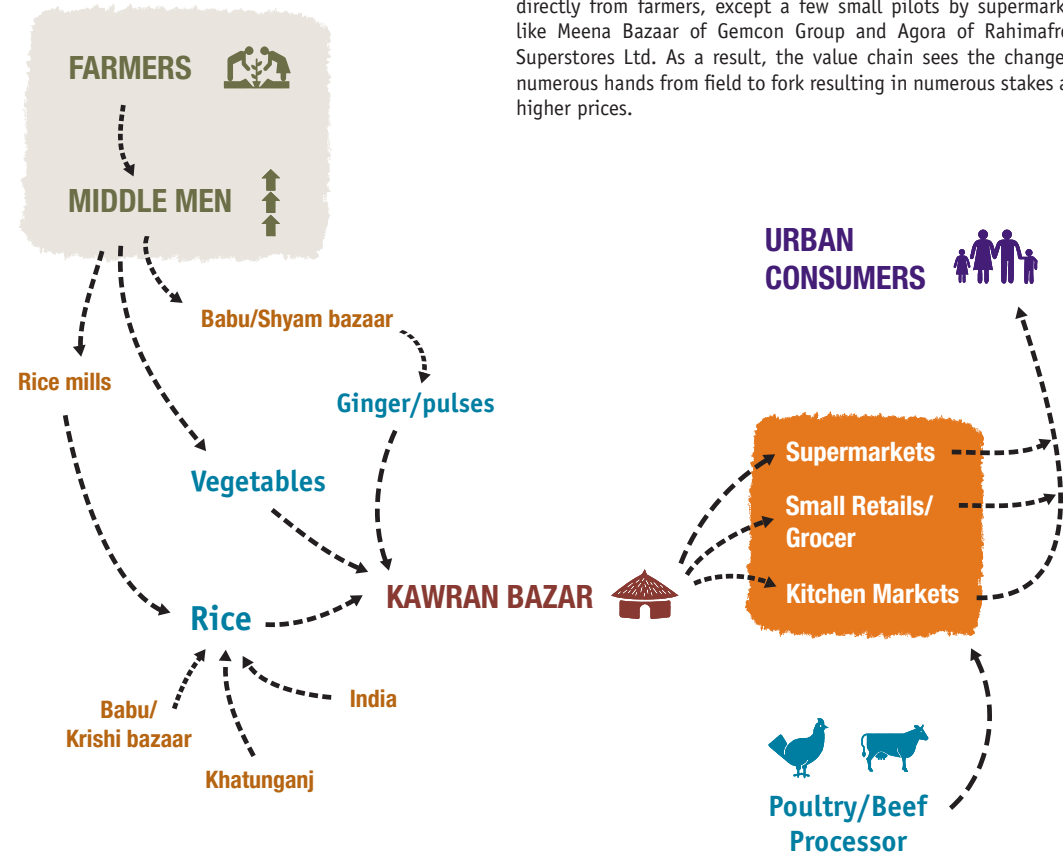 directly from farmers, except a few small pilots by
like Meena Bazaar of Gemcon Group and Agora of
Superstores Ltd. As a result, the value chain sees the
numerous hands from field to fork resulting in numerous stakes
higher prices.
FARMERS
MIDDLE MEN
URBAN
CONSUMERS
Babu/Shyam bazaar
Rice mills
Ginger/pulses
Supermarkets
Vegetables
Small Retails/
Grocer
KAWRAN BAZAR
Kitchen Markets
Rice
India
Babu/
Krishi bazaar
Khatunganj
Poultry/Beef
Processor